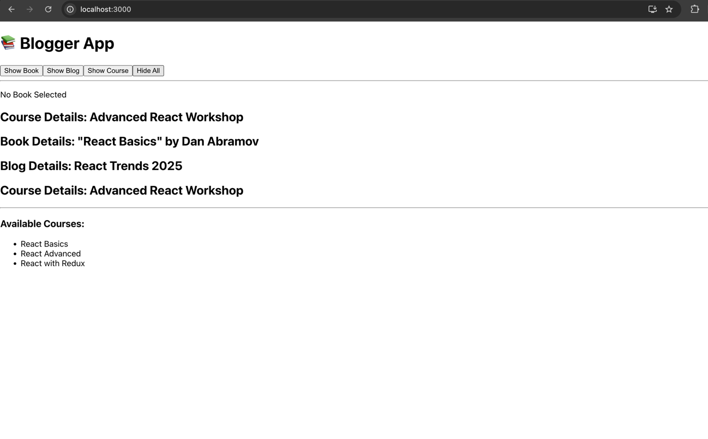 localhost:3000
📚 Blogger App
Show Book Show Blog Show Course Hide All
No Book Selected
Course Details: Advanced React Workshop
Book Details: "React Basics" by Dan Abramov
Blog Details: React Trends 2025
Course Details: Advanced React Workshop
Available Courses:
• React Basics
• React Advanced
• React with Redux